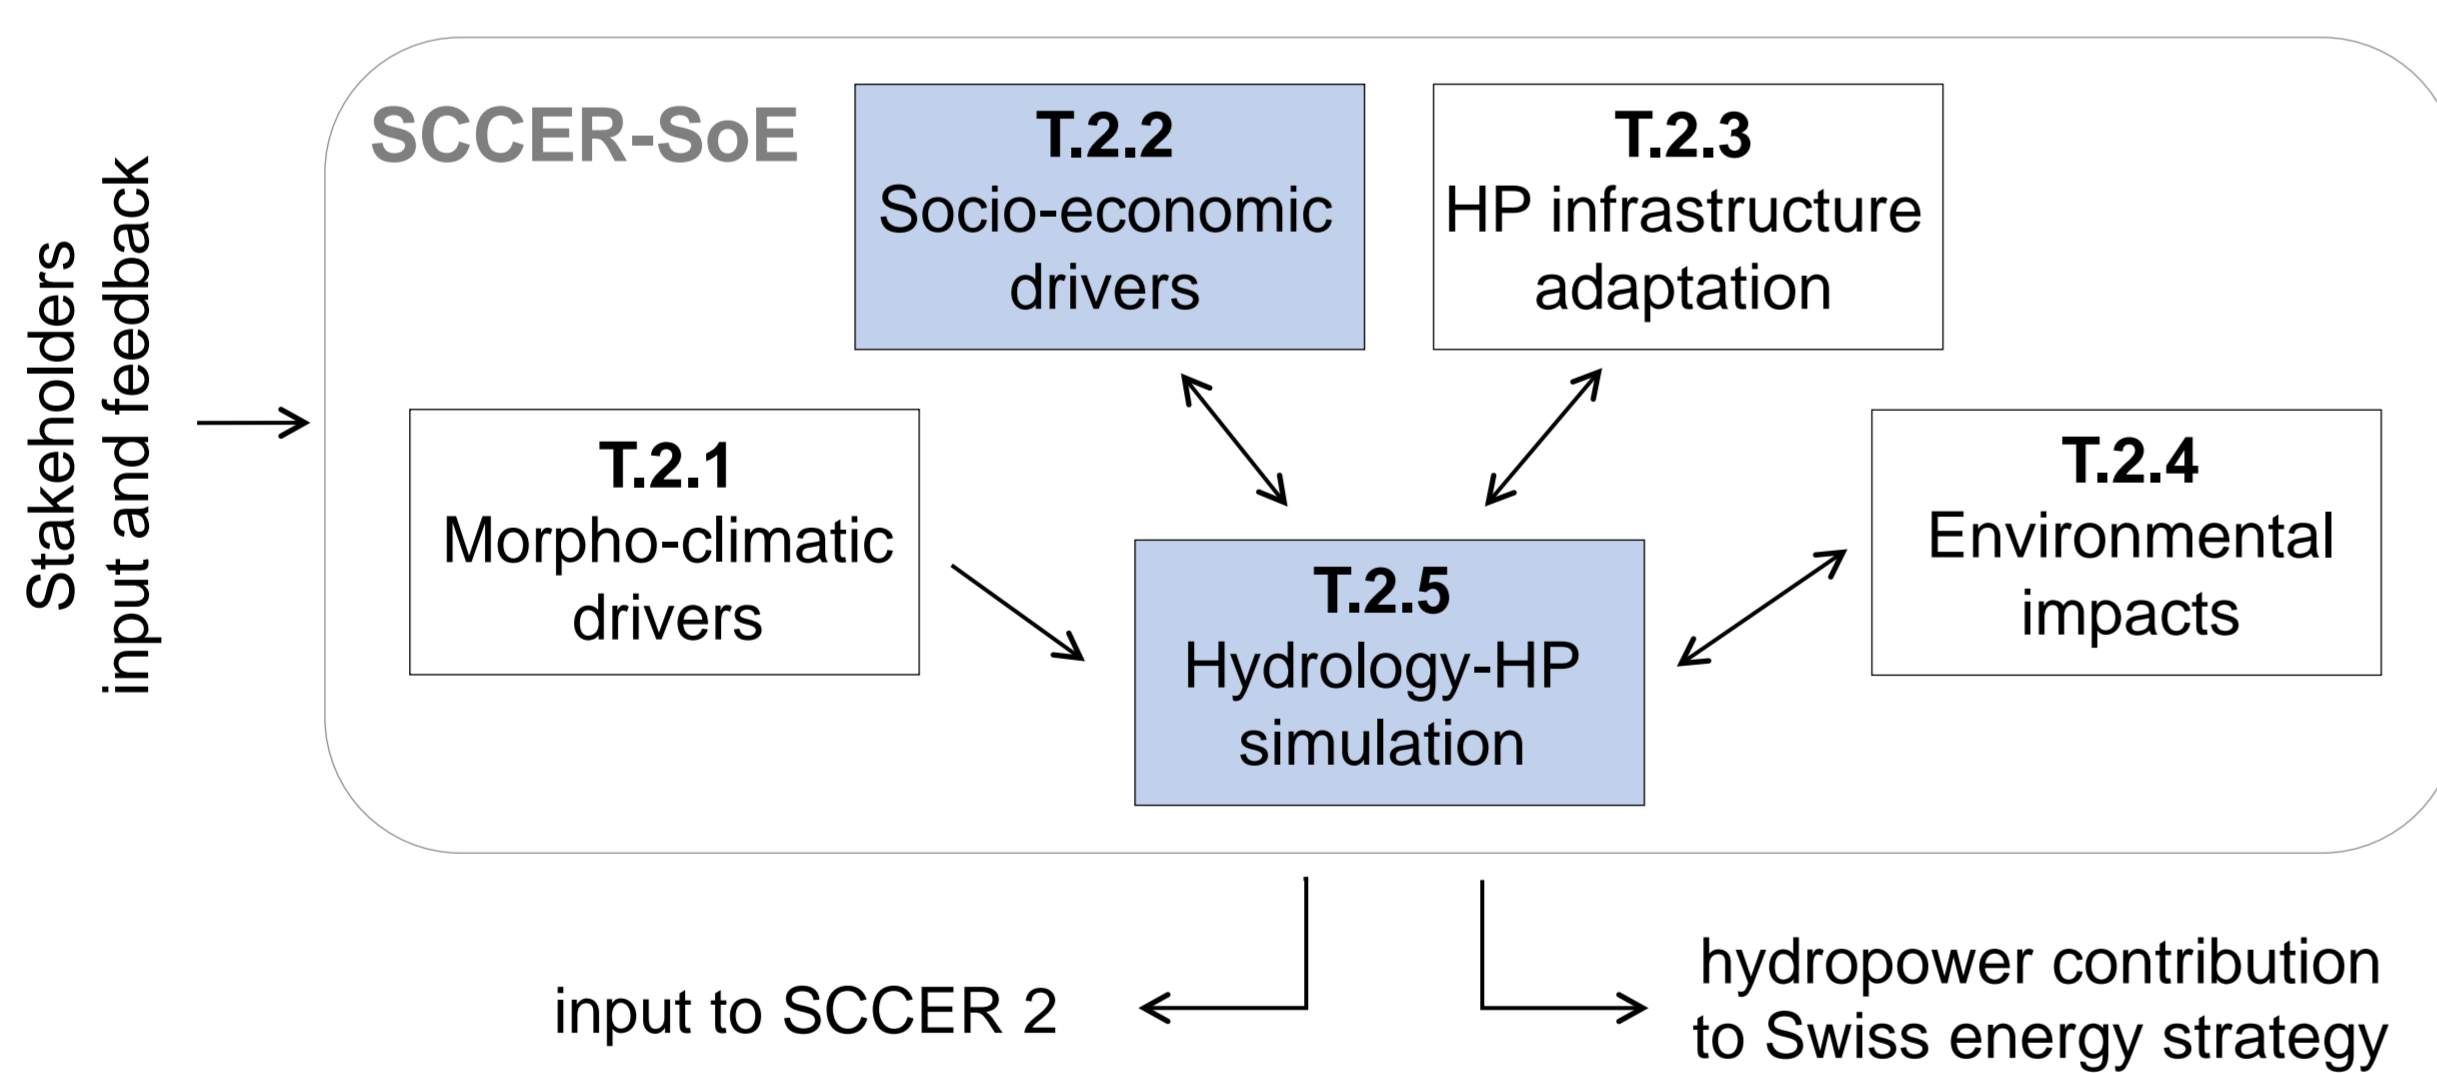 Stakeholders
input and feedback
SCCER-SoE
T.2.2
Socio-economic
drivers
T.2.3
HP infrastructure
adaptation
T.2.1
Morpho-climatic
drivers
T.2.5
Hydrology-HP
simulation
T.2.4
Environmental
impacts
input to SCCER 2
hydropower contribution
to Swiss energy strategy